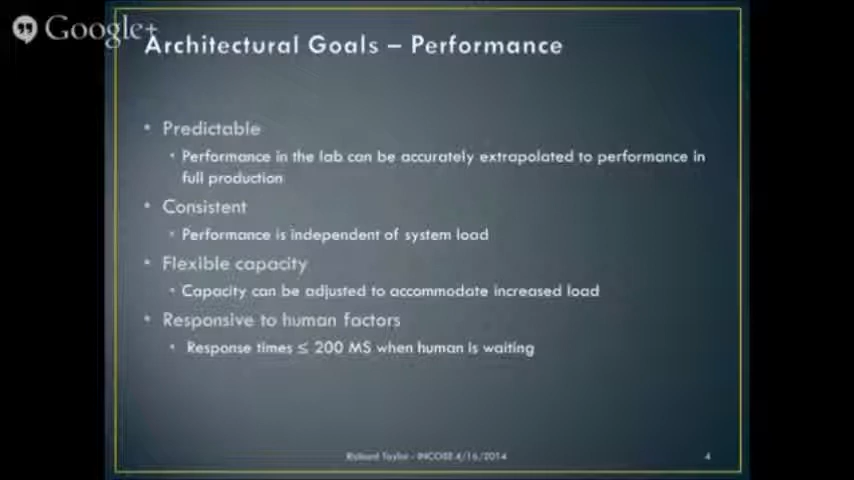 Google+
Architectural Goals – Performance
• Predictable
• Performance in the lab can be accurately extrapolated to performance in
full production
• Consistent
• Performance is independent of system load
• Flexible capacity
• Capacity can be adjusted to accommodate increased load
• Responsive to human factors
• Response times ≤ 200 MS when human is waiting
Richard Taylor - INCOSE 4/16/2014
4